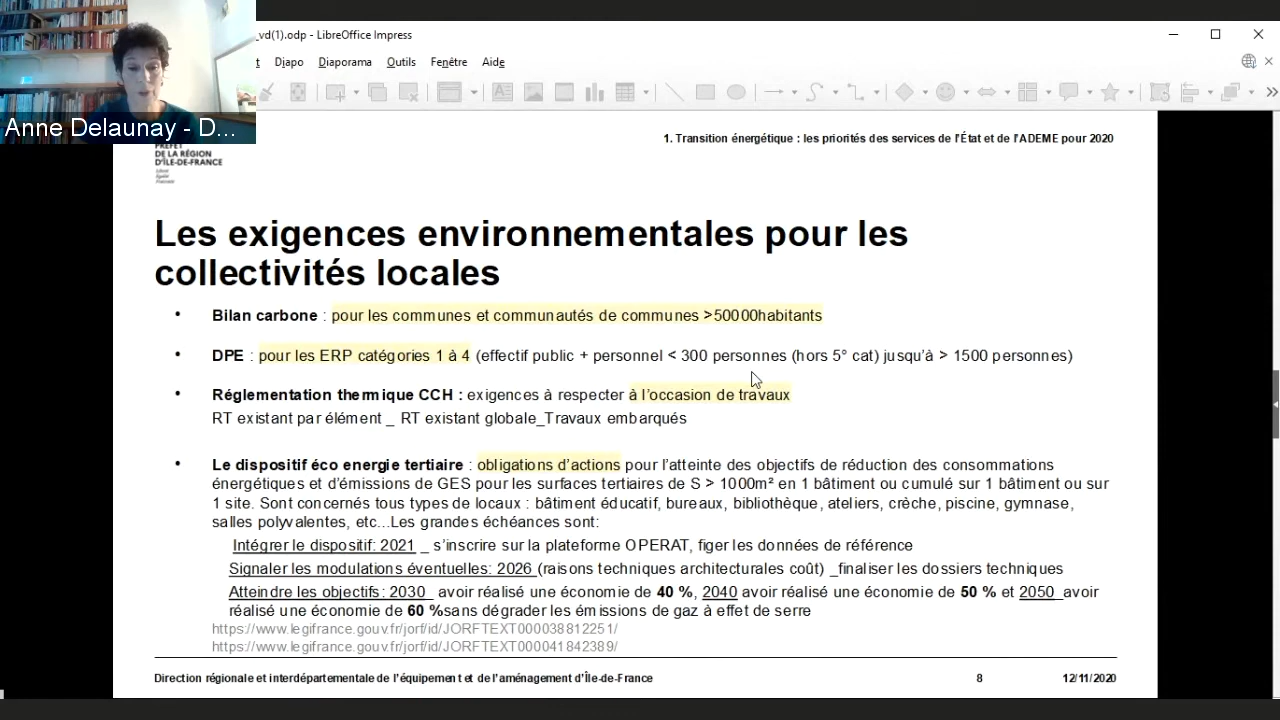 _vd(1).odp - LibreOffice Impress
t Djapo Diaporama Outils Fenêtre Aide
Anne Delaunay - D...
PRÉFET
DE LA RÉGION
D'ÎLE-DE-FRANCE
Liberté
Égalité
Fraternité
1. Transition énergétique : les priorités des services de l'État et de l'ADEME pour 2020
Les exigences environnementales pour les
collectivités locales
• Bilan carbone : pour les communes et communautés de communes >50000habitants
• DPE : pour les ERP catégories 1 à 4 (effectif public + personnel < 300 personnes (hors 5° cat) jusqu'à > 1500 personnes)
• Réglementation thermique CCH : exigences à respecter à l'occasion de travaux
RT existant par élément _ RT existant globale_Travaux embarqués
• Le dispositif éco energie tertiaire : obligations d'actions pour l'atteinte des objectifs de réduction des consommations
énergétiques et d'émissions de GES pour les surfaces tertiaires de S > 1000m² en 1 bâtiment ou cumulé sur 1 bâtiment ou sur
1 site. Sont concernés tous types de locaux : bâtiment éducatif, bureaux, bibliothèque, ateliers, crèche, piscine, gymnase,
salles polyvalentes, etc...Les grandes échéances sont:
Intégrer le dispositif: 2021 _ s'inscrire sur la plateforme OPERAT, figer les données de référence
Signaler les modulations éventuelles: 2026 (raisons techniques architecturales coût) _finaliser les dossiers techniques
Atteindre les objectifs: 2030_ avoir réalisé une économie de 40 %, 2040 avoir réalisé une économie de 50 % et 2050_avoir
réalisé une économie de 60 %sans dégrader les émissions de gaz à effet de serre
https://www.legifrance.gouv.fr/jorf/id/JORFTEXT000038812251/
https://www.legifrance.gouv.fr/jorf/id/JORFTEXT000041842389/
Direction régionale et interdépartementale de l'équipement et de l'aménagement d'Île-de-France 8 12/11/2020